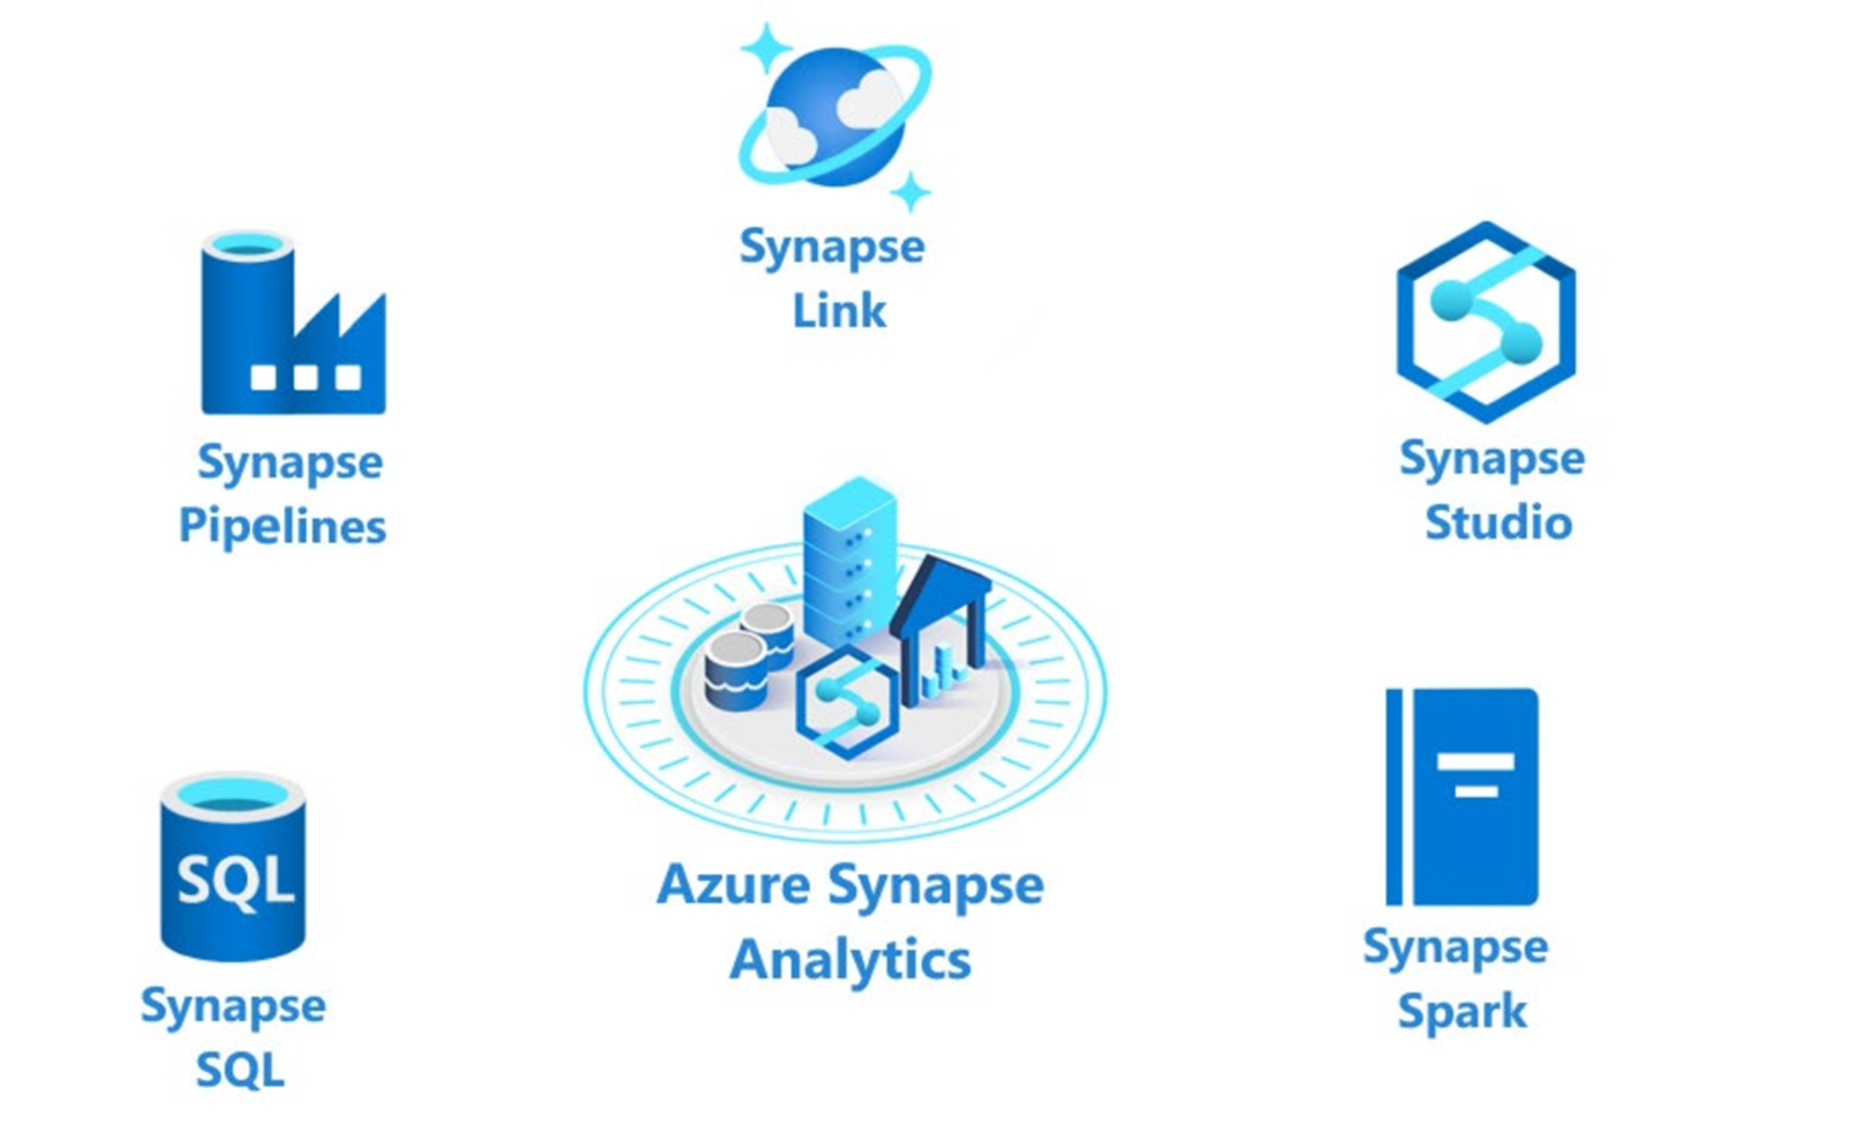 Synapse
Link
Synapse
Pipelines
Synapse
Studio
Azure Synapse
Analytics
SQL
Synapse
SQL
Synapse
Spark